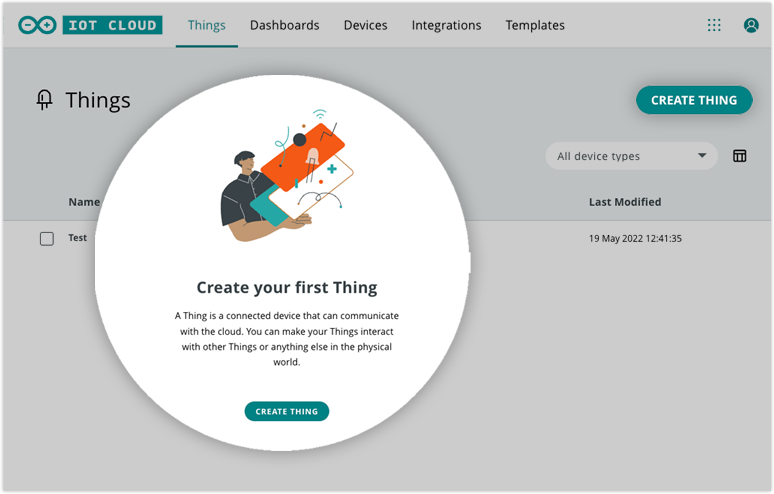 IOT CLOUD
Things Dashboards Devices Integrations Templates
Things
CREATE THING
All device types
Name
Last Modified
Test
19 May 2022 12:41:35
Create your first Thing
A Thing is a connected device that can communicate
with the cloud. You can make your Things interact
with other Things or anything else in the physical
world.
CREATE THING